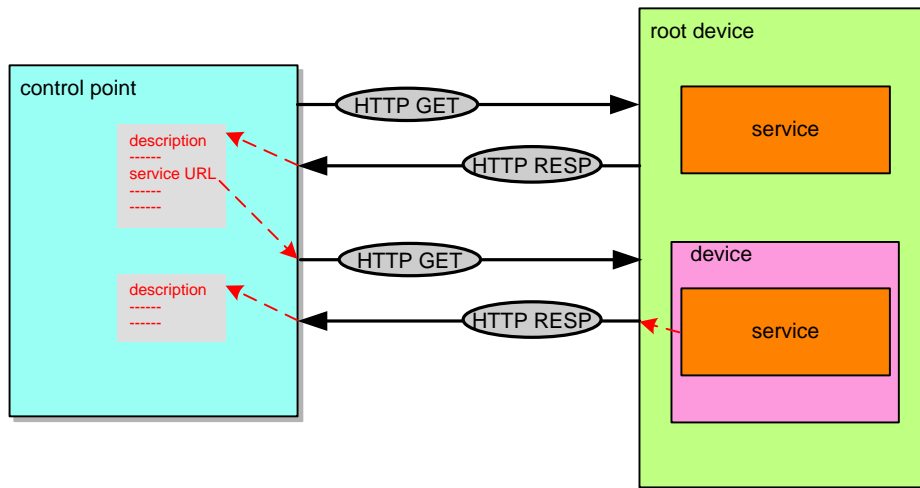 root device
control point
HTTP GET
service
description
------
service URL
------
------
HTTP RESP
HTTP GET
device
description
------
------
HTTP RESP
service